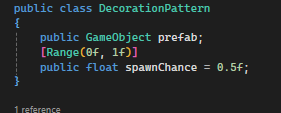 public class DecorationPattern
{
    public GameObject prefab;
    [Range(0f, 1f)]
    public float spawnChance = 0.5f;
}
1 reference